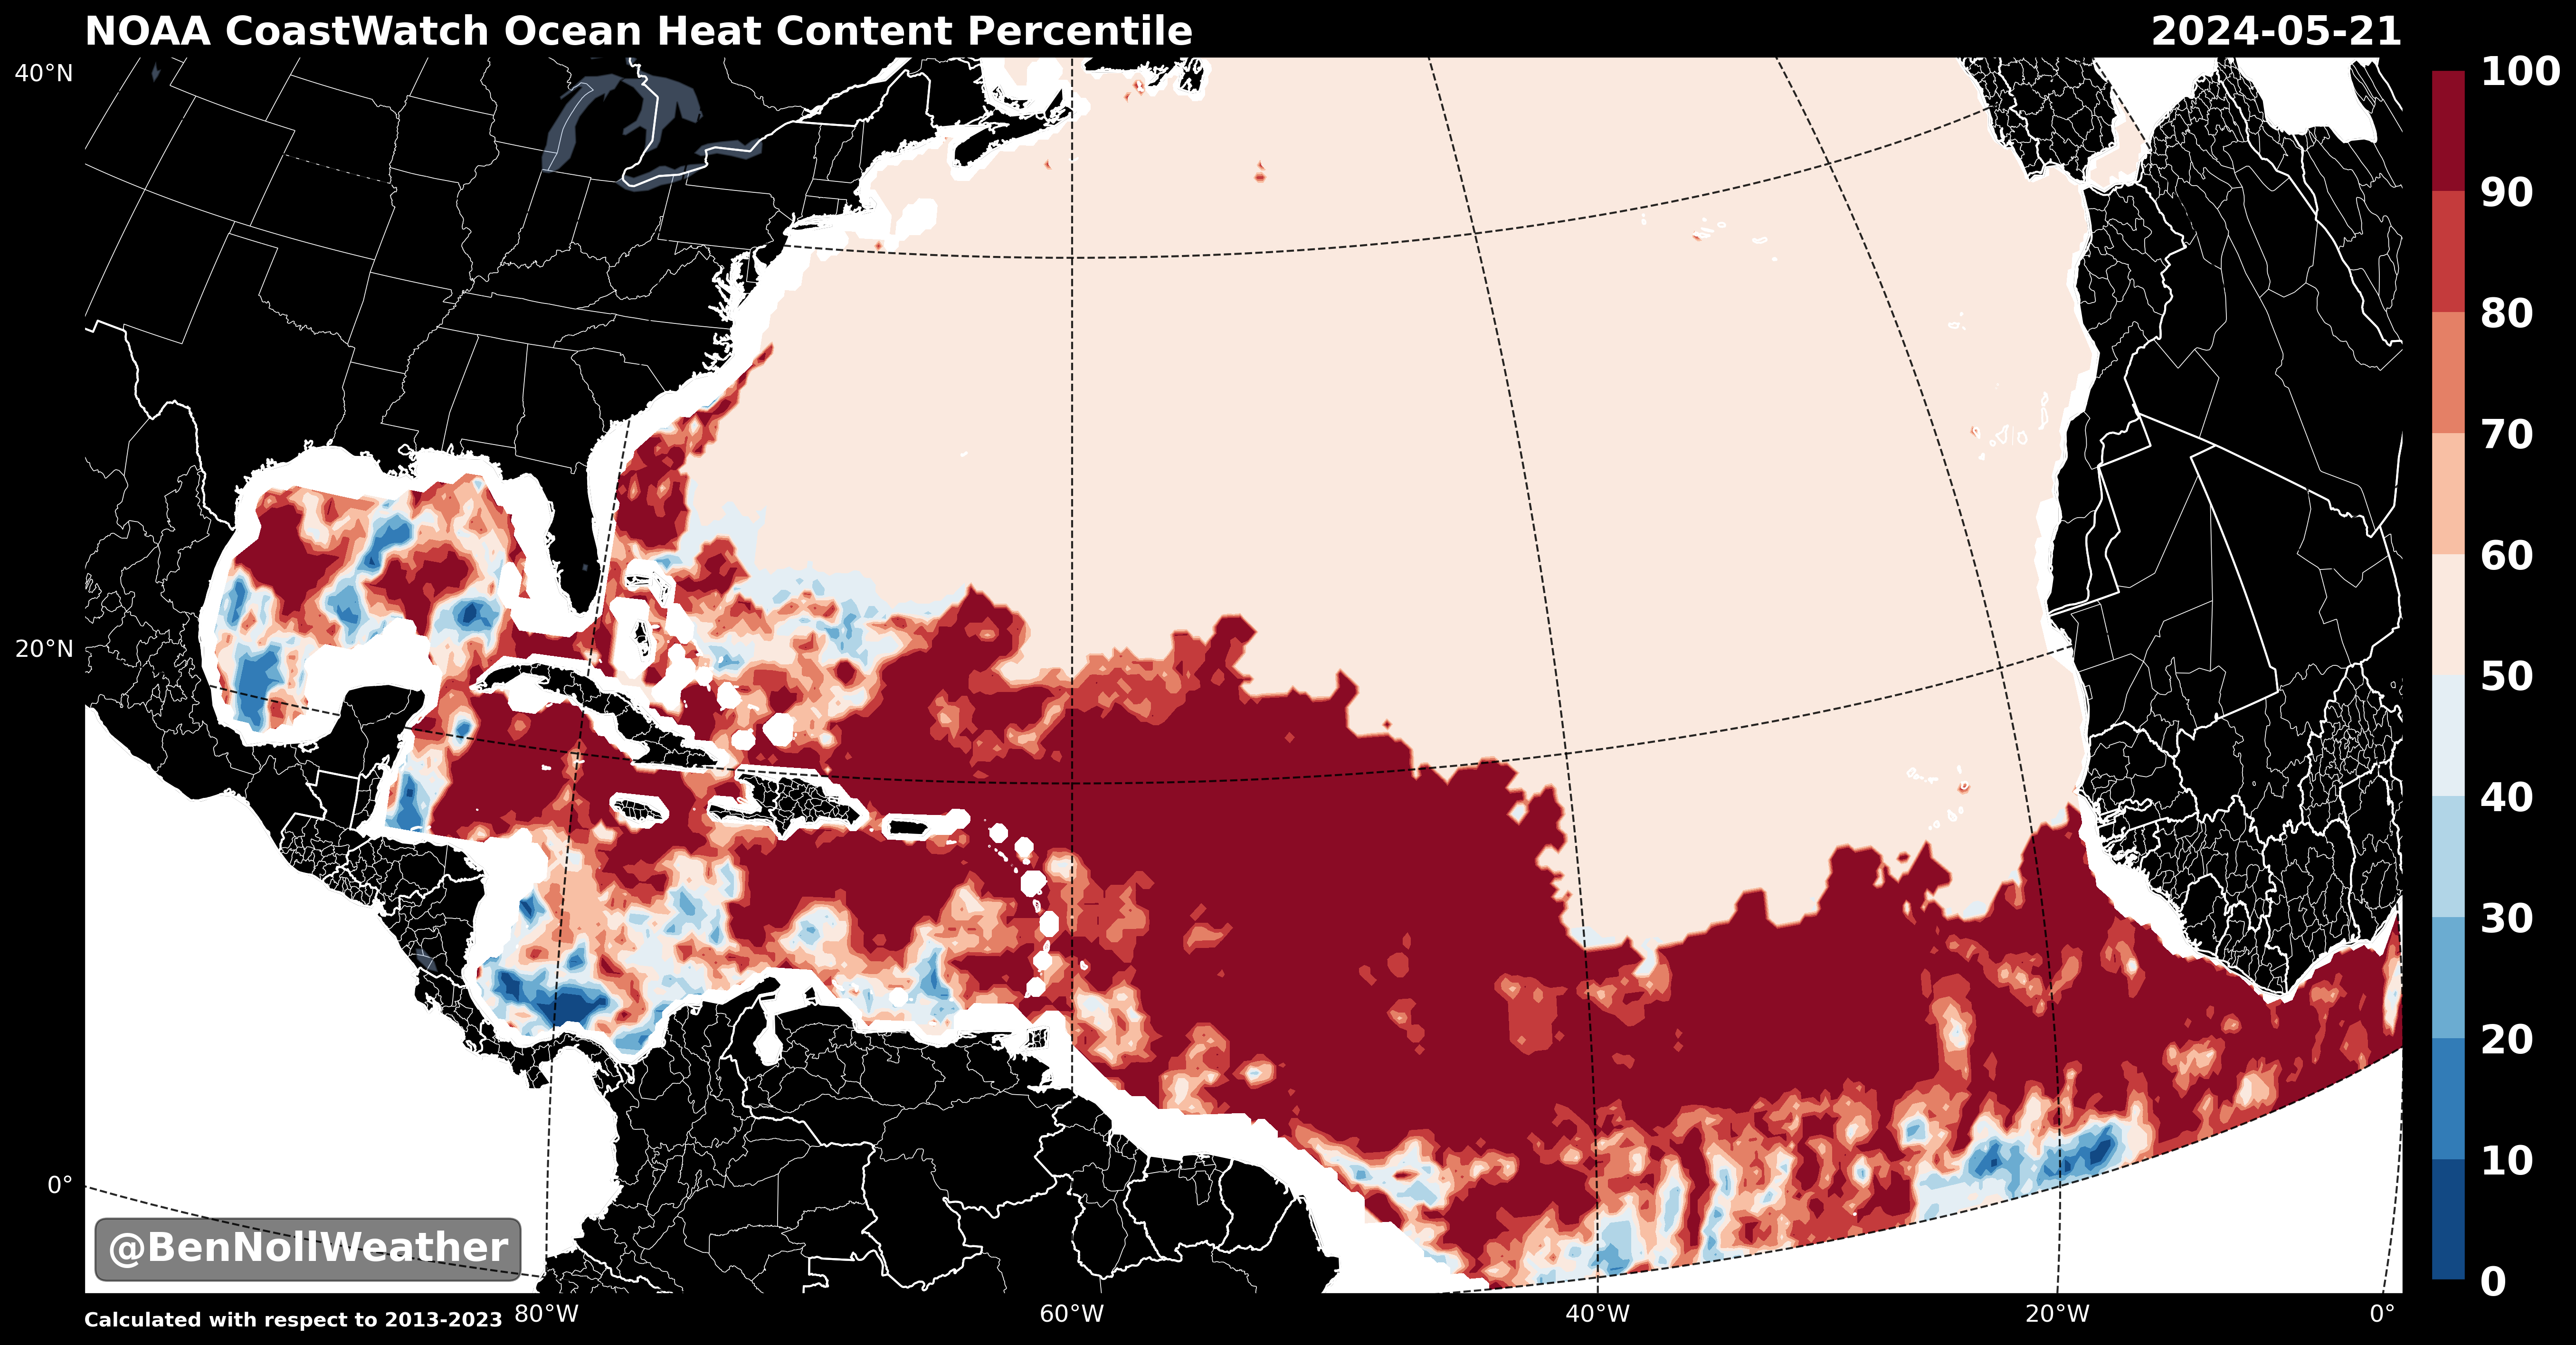 NOAA CoastWatch Ocean Heat Content Percentile
2024-05-21
40°N
20°N
0°
100
90
80
70
60
50
40
30
20
10
0
@BenNollWeather
Calculated with respect to 2013-2023
80°W
60°W
40°W
20°W
0°